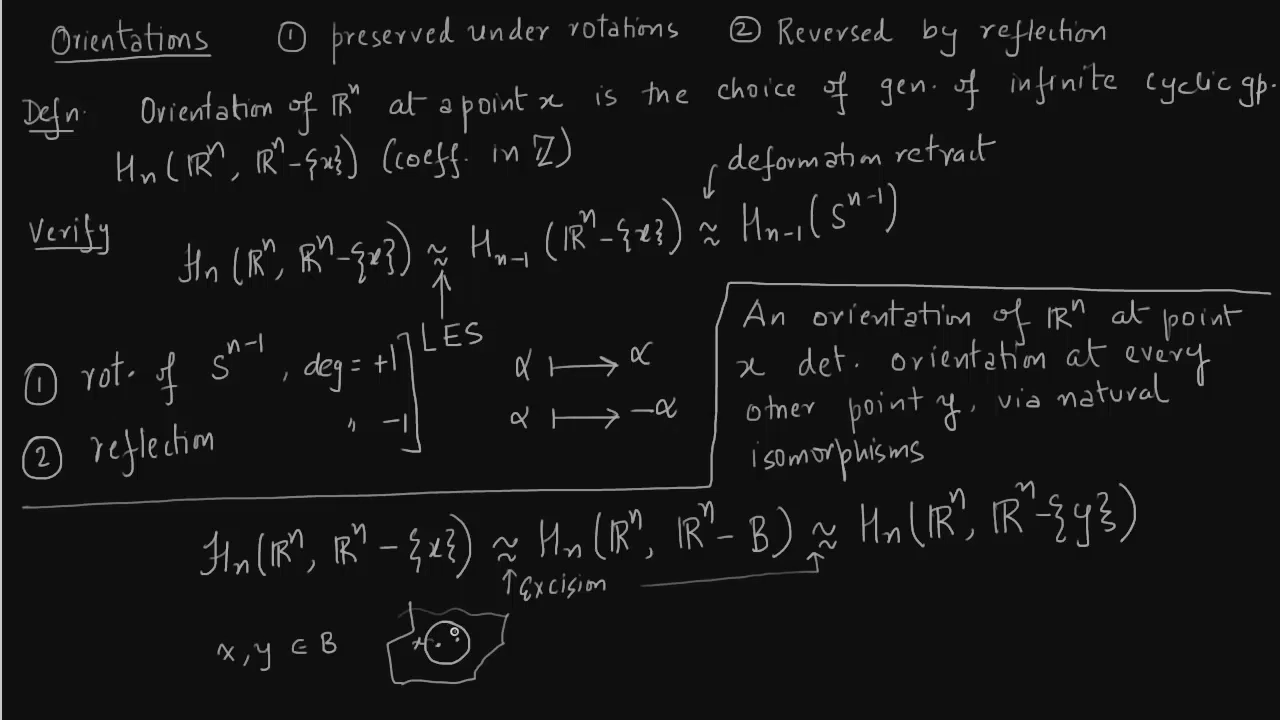 Orientations ① preserved under rotations ② Reversed by reflection
Defn. Orientation of ℝⁿ at a point x is the choice of gen. of infinite cyclic gp.
Hₙ(ℝⁿ, ℝⁿ-{x}) (coeff. in ℤ)
deformation retract
Verify
Hₙ(ℝⁿ, ℝⁿ-{x}) ≈ Hₙ₋₁(ℝⁿ-{x}) ≈ Hₙ₋₁(Sⁿ⁻¹)
LES
① rot. of Sⁿ⁻¹, deg = +1 α ↦ α
② reflection " -1 α ↦ -α
An orientation of ℝⁿ at point
x det. orientation at every
other point y, via natural
isomorphisms
Hₙ(ℝⁿ, ℝⁿ-{x}) ≈ Hₙ(ℝⁿ, ℝⁿ-B) ≈ Hₙ(ℝⁿ, ℝⁿ-{y})
Excision
x, y ∈ B x